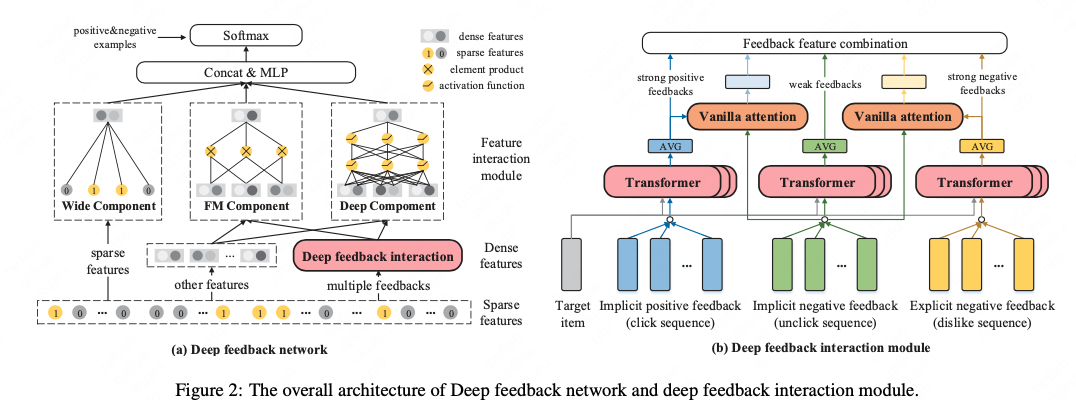 positive&negative
examples
Softmax
Concat & MLP
dense features
1 0 sparse features
element product
activation function
Feature
interaction
module
0 1 1 0
Wide Component
FM Component
Deep Component
sparse
features
...
Deep feedback interaction
Dense
features
other features
multiple feedbacks
1 0 ... 0 0 0 ... 1 1 1 ... 0 ... 1 0 ... 0
Sparse
features
(a) Deep feedback network
Feedback feature combination
strong positive
feedbacks
weak feedbacks
strong negative
feedbacks
Vanilla attention
Vanilla attention
AVG
AVG
AVG
Transformer
Transformer
Transformer
...
...
...
Target
item
Implicit positive feedback
(click sequence)
Implicit negative feedback
(unclick sequence)
Explicit negative feedback
(dislike sequence)
(b) Deep feedback interaction module
Figure 2: The overall architecture of Deep feedback network and deep feedback interaction module.